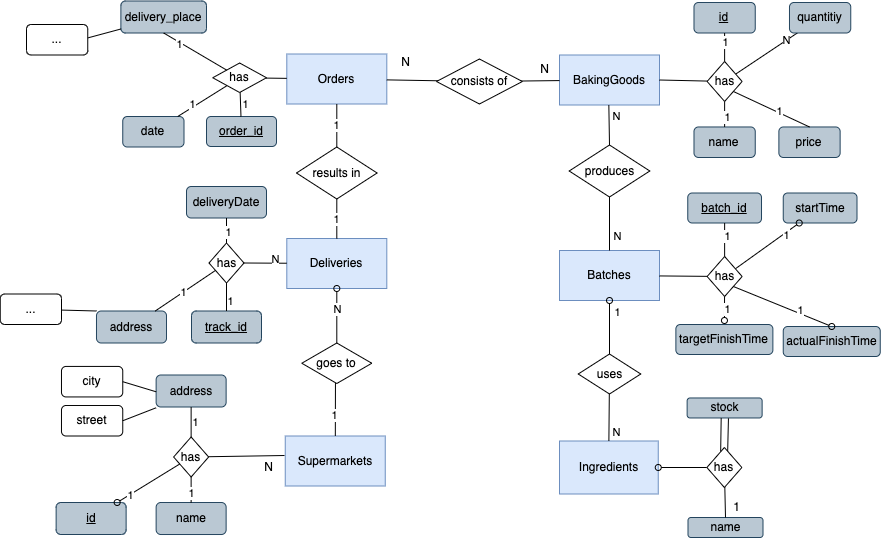 delivery_place
...
1
has
1
1
date
order_id
Orders
N
consists of
N
BakingGoods
id
quantitiy
1
N
has
1
1
name
price
1
results in
1
N
produces
N
deliveryDate
1
has
N
Deliveries
1
1
...
address
track_id
batch_id
startTime
1
1
Batches
has
1
1
targetFinishTime
actualFinishTime
N
goes to
1
1
uses
N
city
street
address
1
has
N
Supermarkets
1
1
id
name
stock
Ingredients
has
1
name